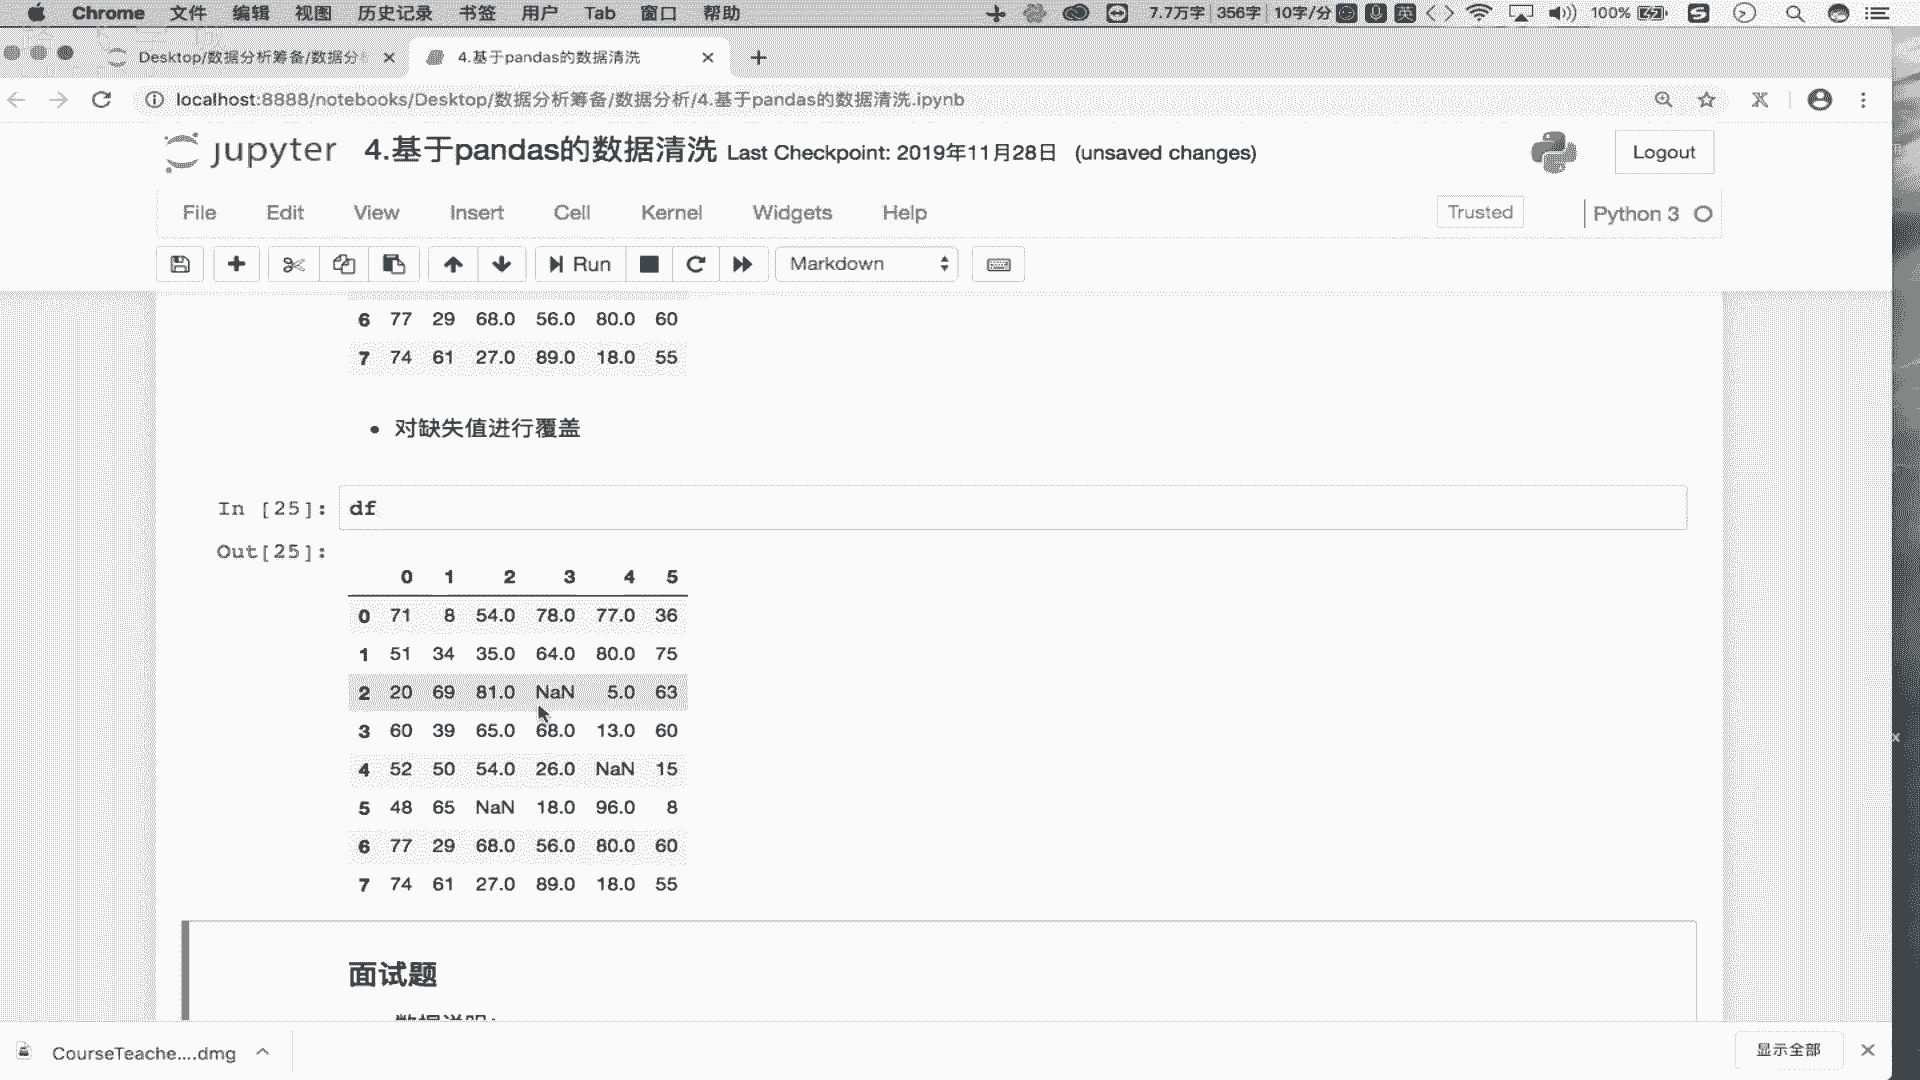 Chrome 文件 编辑 视图 历史记录 书签 用户 Tab 窗口 帮助 7.7万字 356字 10字/分 英 100%
Desktop/数据分析筹备/数据分 4.基于pandas的数据清洗
localhost:8888/notebooks/Desktop/数据分析筹备/数据分析/4.基于pandas的数据清洗.ipynb
jupyter 4.基于pandas的数据清洗 Last Checkpoint: 2019年11月28日 (unsaved changes) Logout
File Edit View Insert Cell Kernel Widgets Help Trusted Python 3
Run Markdown
6 77 29 68.0 56.0 80.0 60
7 74 61 27.0 89.0 18.0 55
• 对缺失值进行覆盖
In [25]: df
Out[25]:
0 1 2 3 4 5
0 71 8 54.0 78.0 77.0 36
1 51 34 35.0 64.0 80.0 75
2 20 69 81.0 NaN 5.0 63
3 60 39 65.0 68.0 13.0 60
4 52 50 54.0 26.0 NaN 15
5 48 65 NaN 18.0 96.0 8
6 77 29 68.0 56.0 80.0 60
7 74 61 27.0 89.0 18.0 55
面试题
CourseTeache....dmg 显示全部